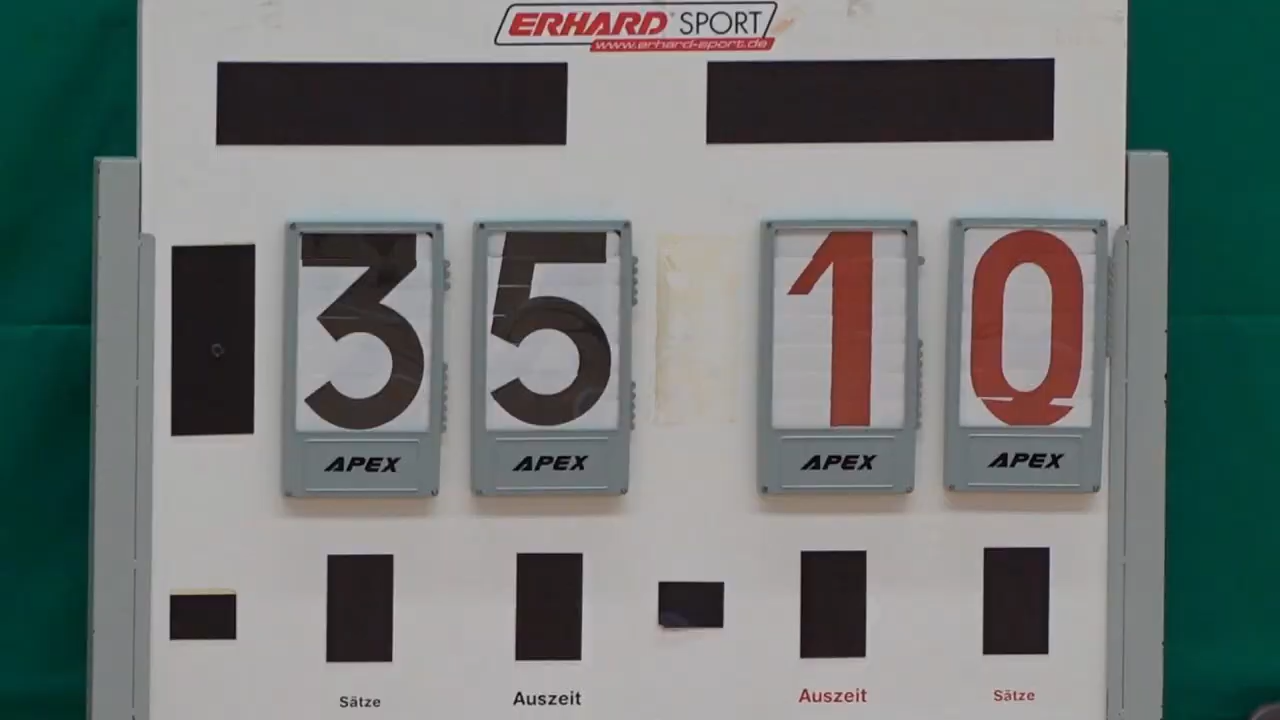 ERHARD SPORT
www.erhard-sport.de
35 10
APEX APEX APEX APEX
Sätze Auszeit Auszeit Sätze